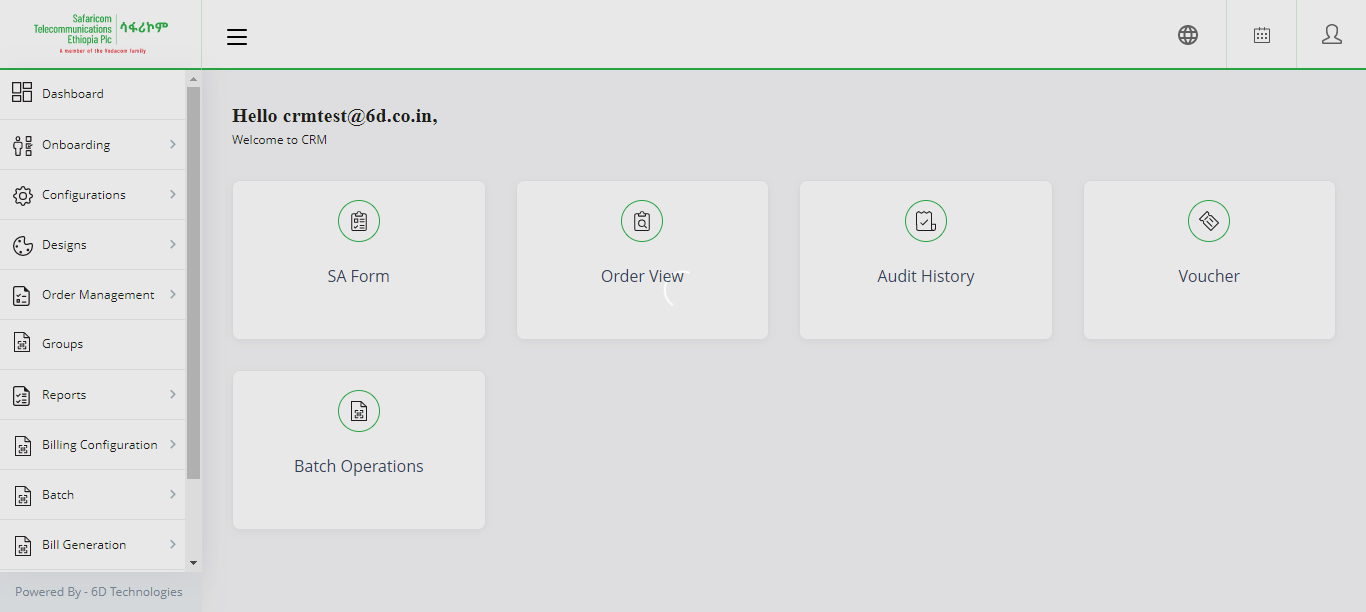 Safaricom
Telecommunications
Ethiopia Plc
ሳፋሪኮም
A member of the Vodacom family
Dashboard
Onboarding
Configurations
Designs
Order Management
Groups
Reports
Billing Configuration
Batch
Bill Generation
Powered By - 6D Technologies
Hello crmtest@6d.co.in,
Welcome to CRM
SA Form
Order View
Audit History
Voucher
Batch Operations